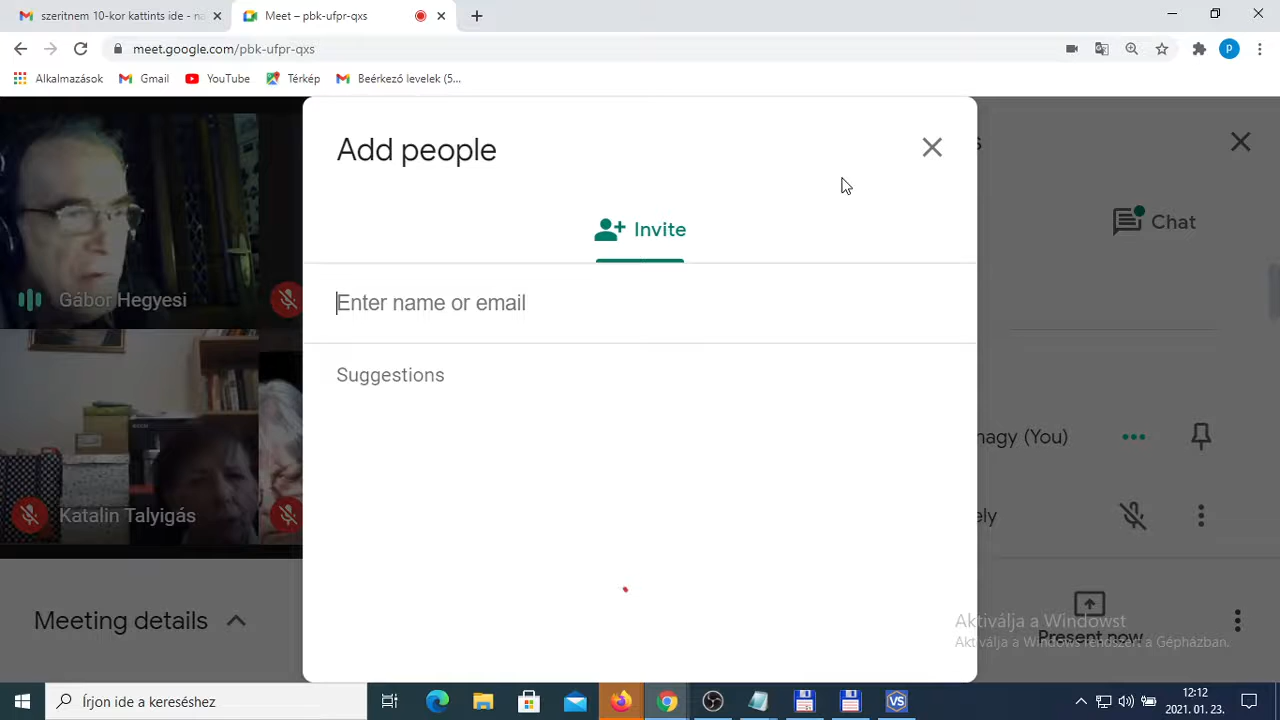 szeritnem 10-kor kattints ide - na
Meet – pbk-ufpr-qxs
meet.google.com/pbk-ufpr-qxs
P
Alkalmazások
Gmail
YouTube
Térkép
Beérkező levelek (5...
Add people
s
Invite
Chat
Gábor Hegyesi
Enter name or email
Suggestions
nagy (You)
Katalin Talyigás
ely
Meeting details
Present now
Aktiválja a Windowst
Aktiválja a Windows rendszert a Gépházban.
Írjon ide a kereséshez
12:12
2021. 01. 23.